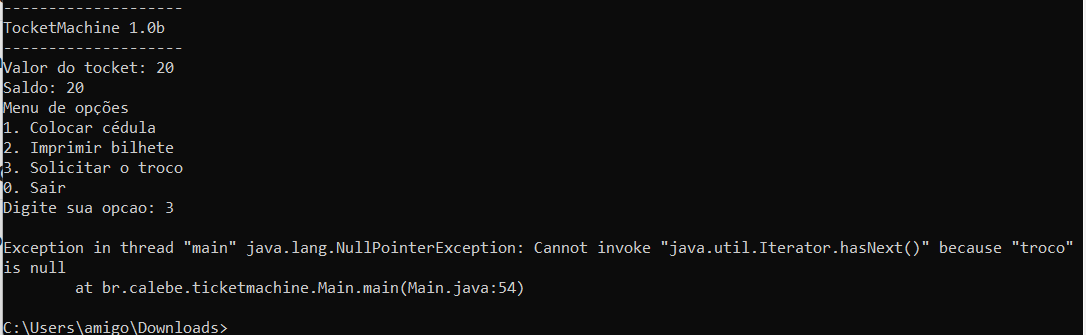 --------------------
TocketMachine 1.0b
--------------------
Valor do tocket: 20
Saldo: 20
Menu de opções
1. Colocar cédula
2. Imprimir bilhete
3. Solicitar o troco
0. Sair
Digite sua opcao: 3
Exception in thread "main" java.lang.NullPointerException: Cannot invoke "java.util.Iterator.hasNext()" because "troco"
is null
        at br.calebe.ticketmachine.Main.main(Main.java:54)
C:\Users\amigo\Downloads>